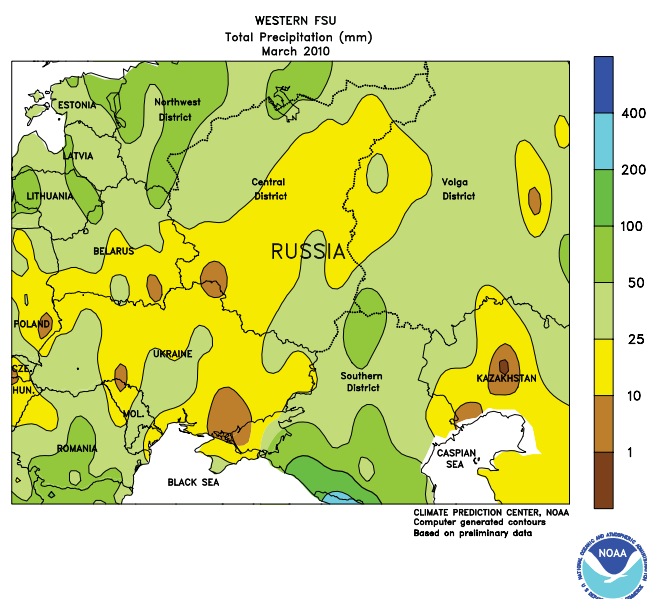 WESTERN FSU
Total Precipitation (mm)
March 2010
ESTONIA
Northwest
District
LATVIA
LITHUANIA
Central
District
Volga
District
BELARUS
RUSSIA
POLAND
UKRAINE
CZE.
HUN.
MOL.
Southern
District
KAZAKHSTAN
ROMANIA
CASPIAN
SEA
BLACK SEA
400
200
100
50
25
10
1
CLIMATE PREDICTION CENTER, NOAA
Computer generated contours
Based on preliminary data
NOAA